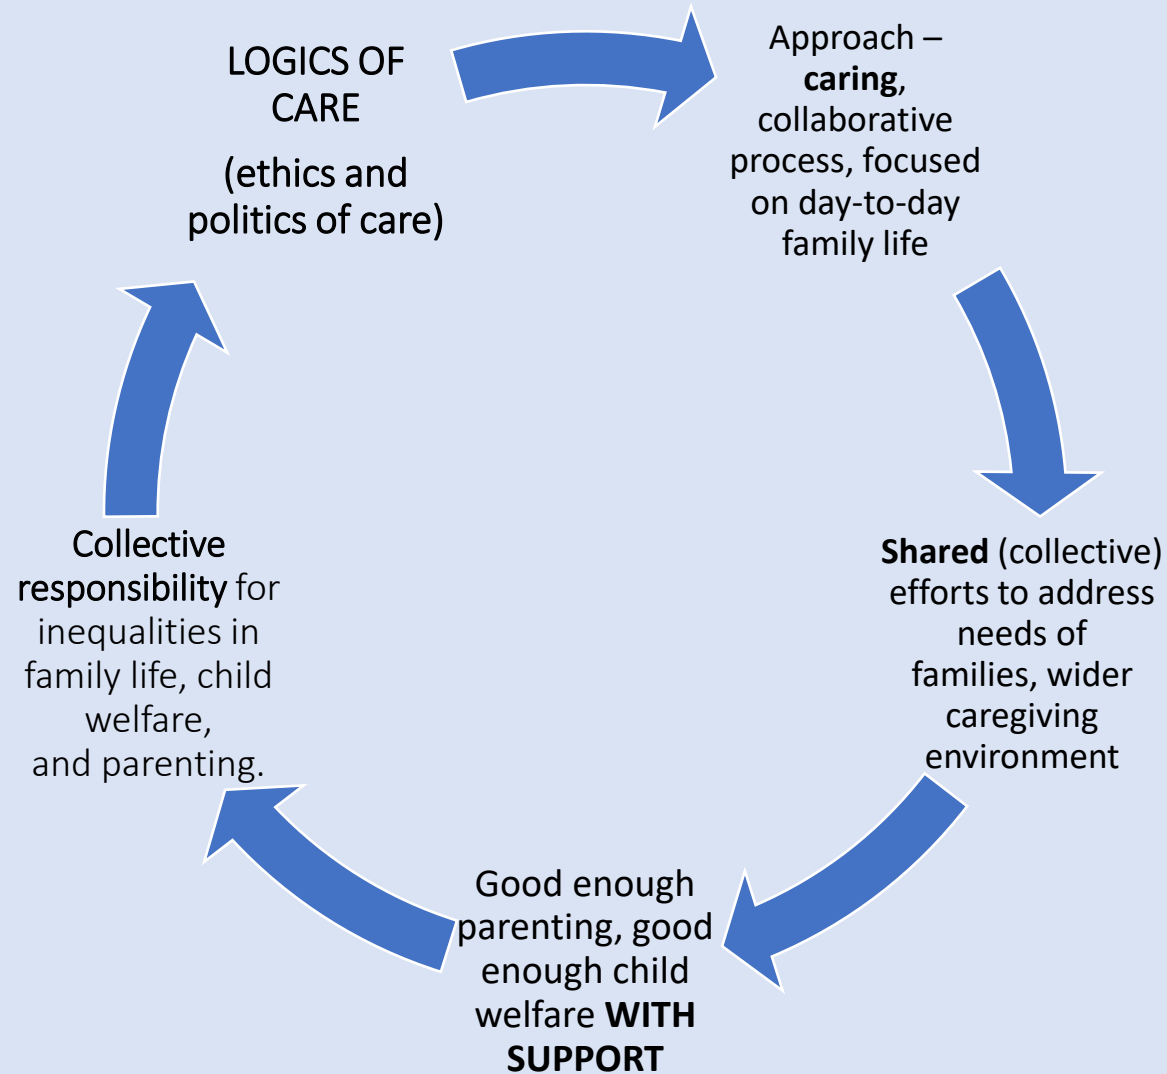 LOGICS OF
CARE
(ethics and
politics of care)
Approach –
caring,
collaborative
process, focused
on day-to-day
family life
Shared (collective)
efforts to address
needs of
families, wider
caregiving
environment
Good enough
parenting, good
enough child
welfare WITH
SUPPORT
Collective
responsibility for
inequalities in
family life, child
welfare,
and parenting.